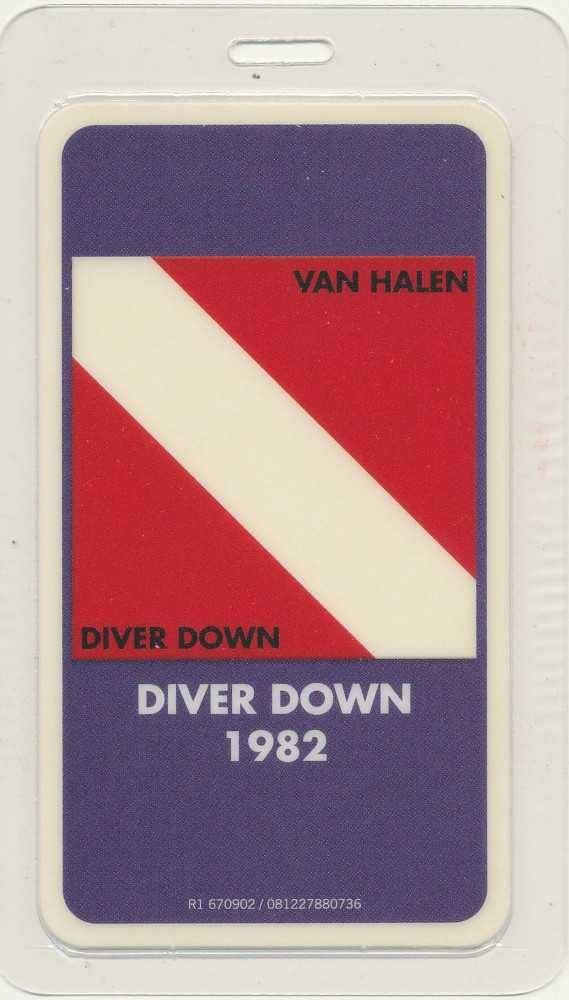 VAN HALEN
DIVER DOWN
DIVER DOWN
1982
R1 670902 / 081227880736